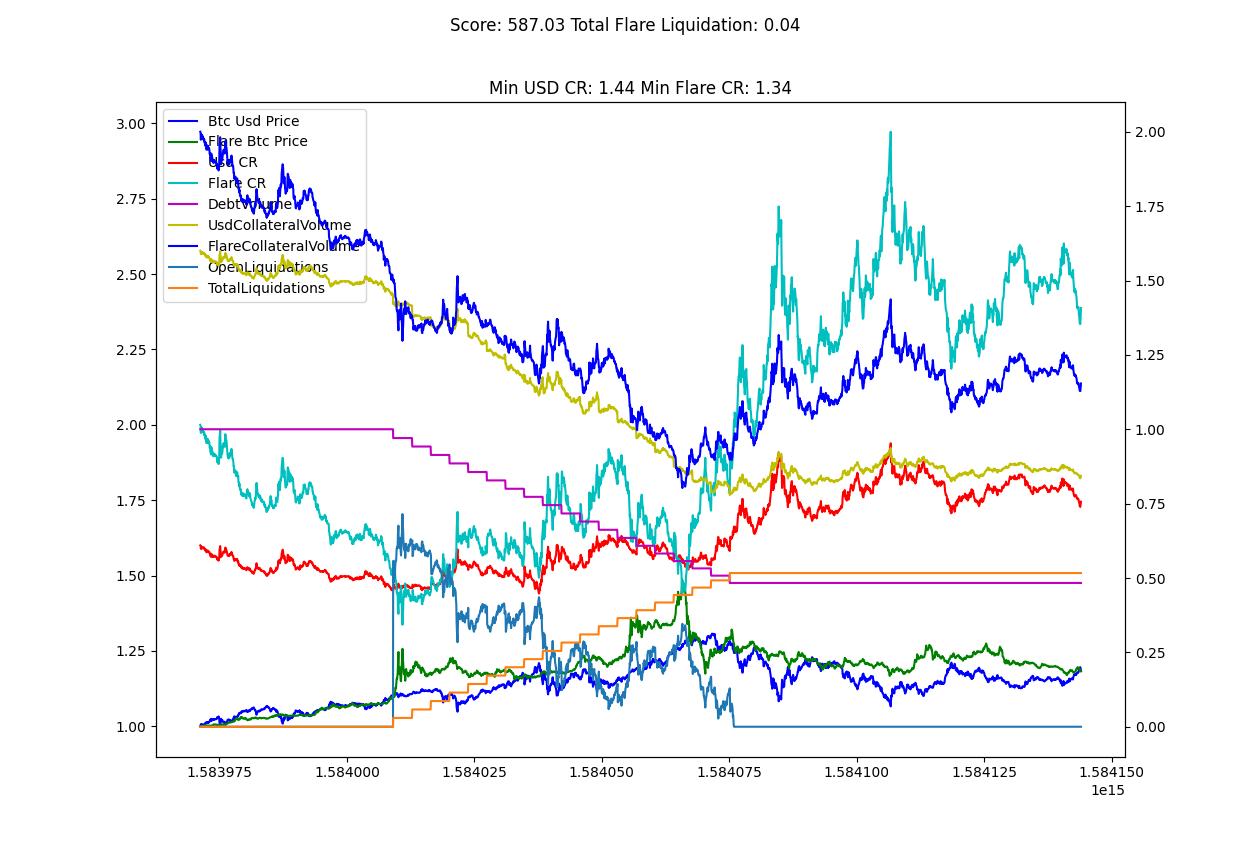 Score: 587.03 Total Flare Liquidation: 0.04
Min USD CR: 1.44 Min Flare CR: 1.34
Btc Usd Price
Flare Btc Price
Usd CR
Flare CR
DebtVolume
UsdCollateralVolume
FlareCollateralVolume
OpenLiquidations
TotalLiquidations
3.00
2.75
2.50
2.25
2.00
1.75
1.50
1.25
1.00
2.00
1.75
1.50
1.25
1.00
0.75
0.50
0.25
0.00
1.583975 1.584000 1.584025 1.584050 1.584075 1.584100 1.584125 1.584150
1e15